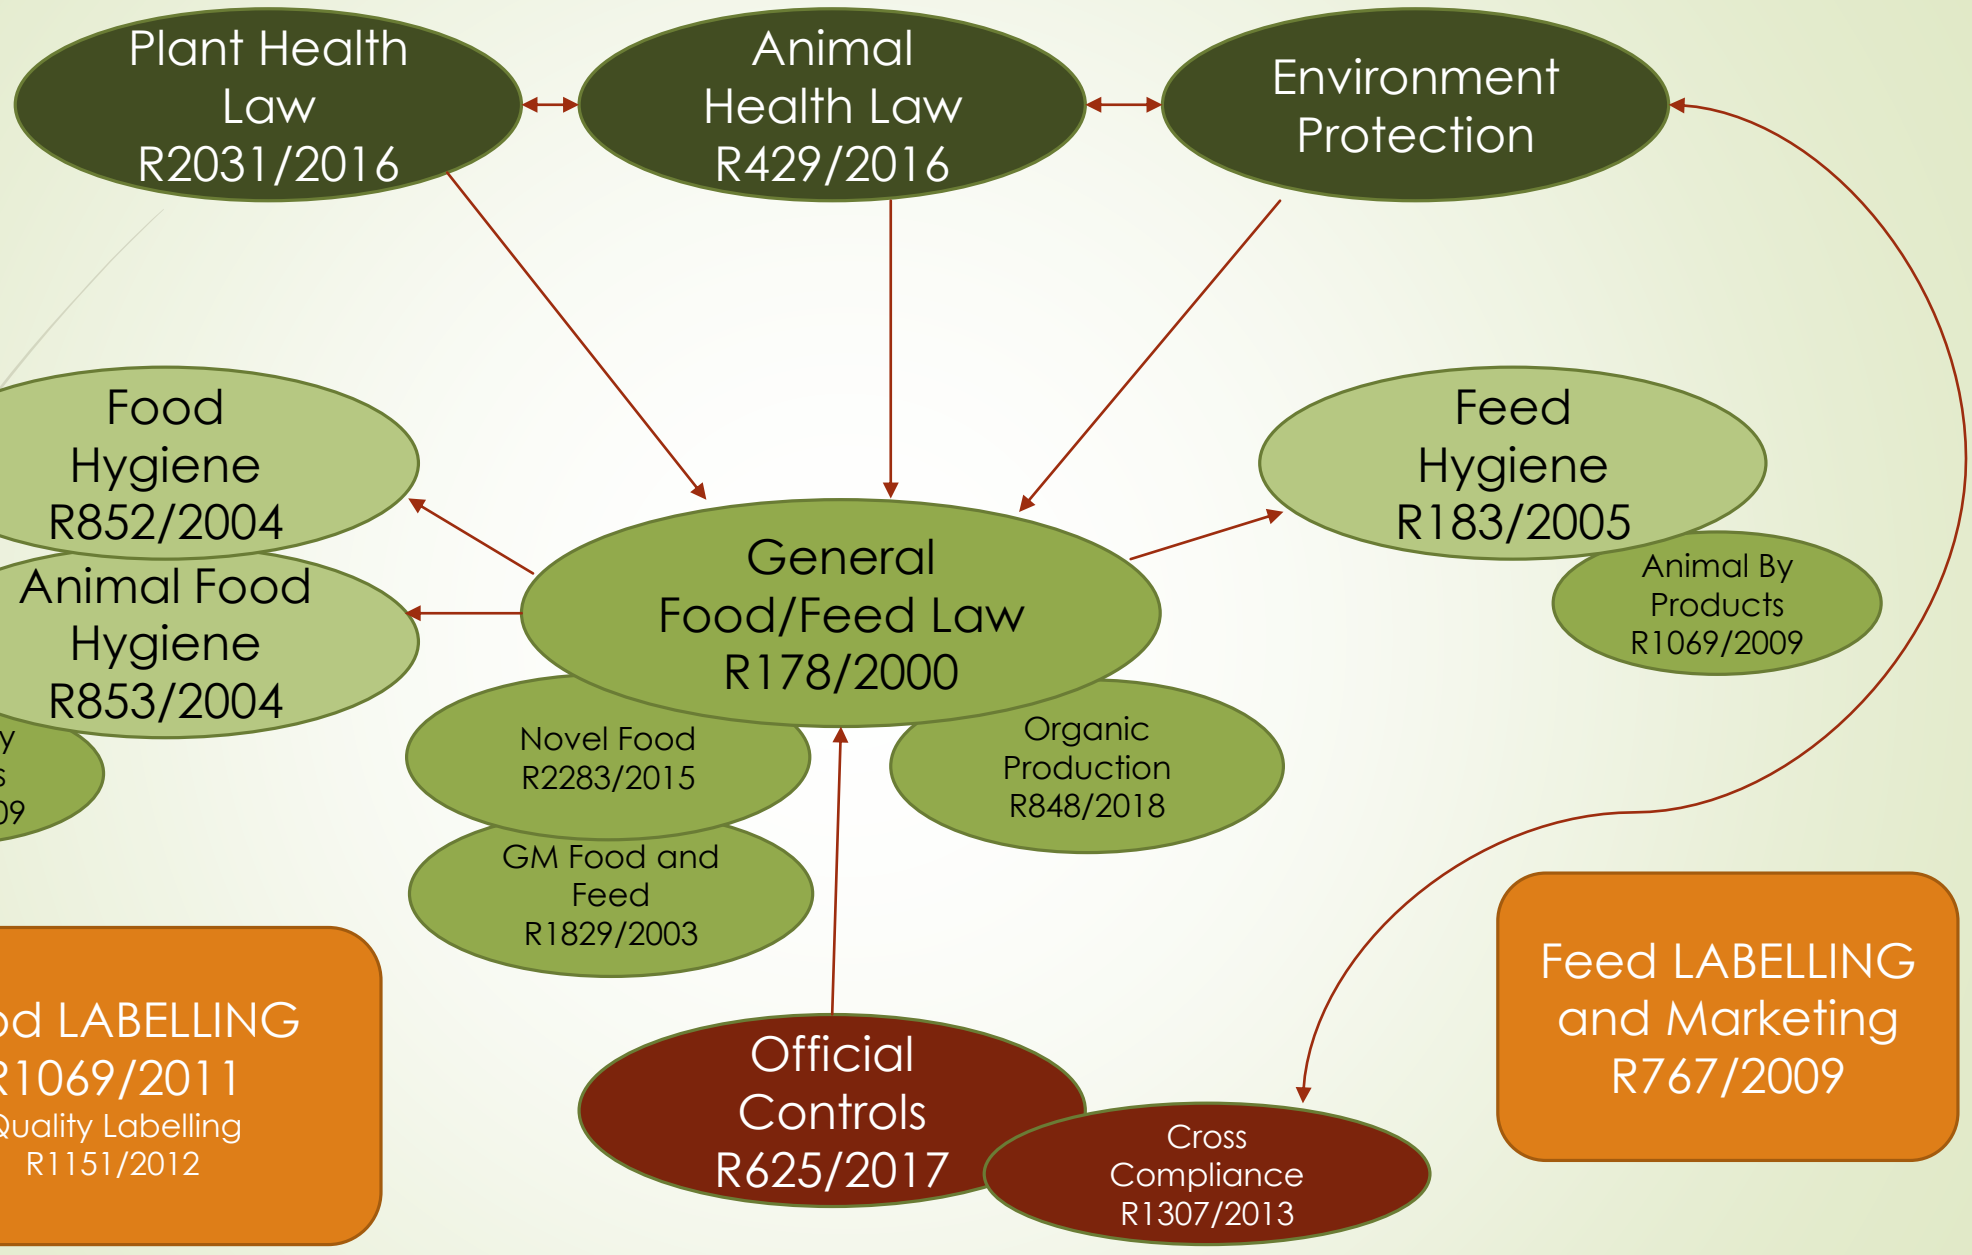 Plant Health
Law
R2031/2016
Animal
Health Law
R429/2016
Environment
Protection
Food
Hygiene
R852/2004
Animal Food
Hygiene
R853/2004
General
Food/Feed Law
R178/2000
Feed
Hygiene
R183/2005
Animal By
Products
R1069/2009
Novel Food
R2283/2015
GM Food and
Feed
R1829/2003
Organic
Production
R848/2018
LABELLING
R1069/2011
Quality Labelling
R1151/2012
Official
Controls
R625/2017
Cross
Compliance
R1307/2013
Feed LABELLING
and Marketing
R767/2009